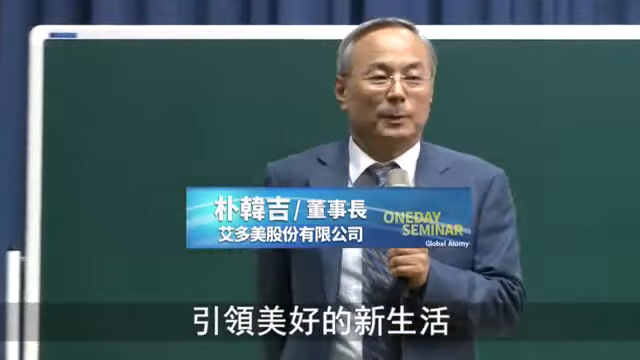 朴韓吉/董事長
艾多美股份有限公司
ONEDAY
SEMINAR
Global Atomy
引領美好的新生活